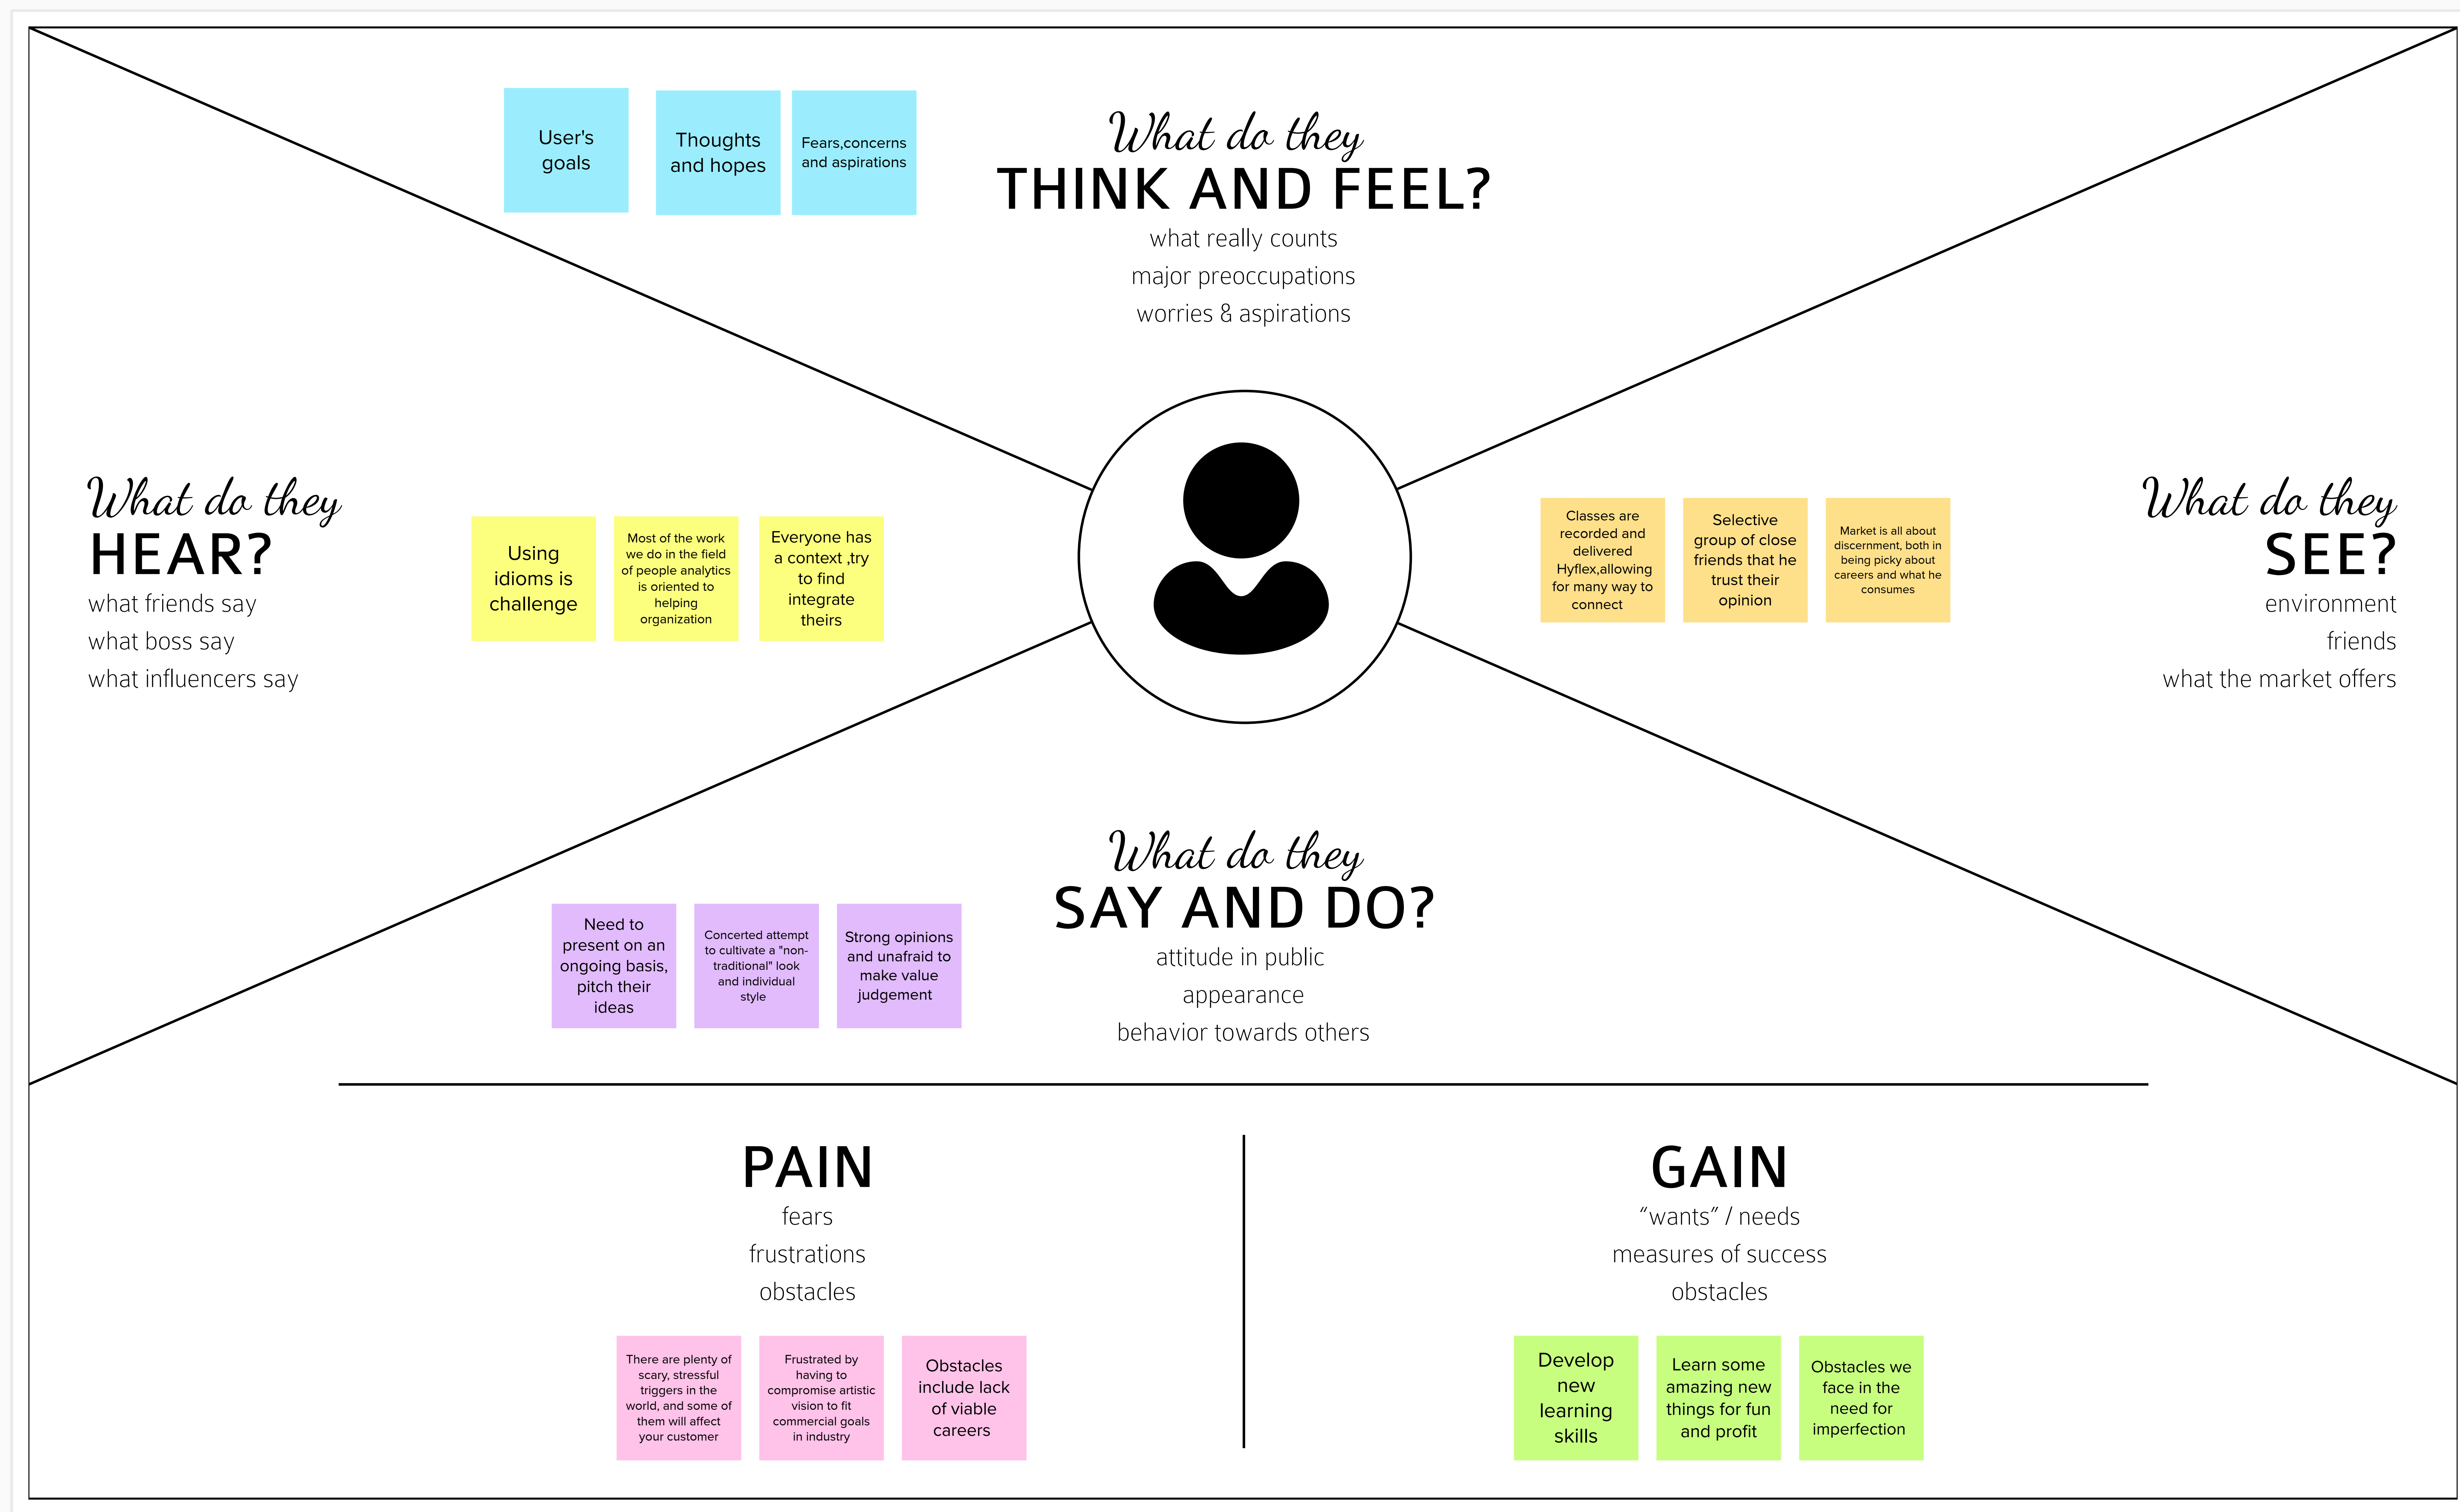 User's
goals
Thoughts
and hopes
Fears,concerns
and aspirations
What do they
THINK AND FEEL?
what really counts
major preoccupations
worries & aspirations
What do they
HEAR?
what friends say
what boss say
what influencers say
Using
idioms is
challenge
Most of the work
we do in the field
of people analytics
is oriented to
helping
organization
Everyone has
a context ,try
to find
integrate
theirs
Classes are
recorded and
delivered
Hyflex,allowing
for many way to
connect
Selective
group of close
friends that he
trust their
opinion
Market is all about
discernment, both in
being picky about
careers and what he
consumes
What do they
SEE?
environment
friends
what the market offers
Need to
present on an
ongoing basis,
pitch their
ideas
Concerted attempt
to cultivate a "non-
traditional" look
and individual
style
Strong opinions
and unafraid to
make value
judgement
What do they
SAY AND DO?
attitude in public
appearance
behavior towards others
PAIN
fears
frustrations
obstacles
There are plenty of
scary, stressful
triggers in the
world, and some of
them will affect
your customer
Frustrated by
having to
compromise artistic
vision to fit
commercial goals
in industry
Obstacles
include lack
of viable
careers
GAIN
“wants” / needs
measures of success
obstacles
Develop
new
learning
skills
Learn some
amazing new
things for fun
and profit
Obstacles we
face in the
need for
imperfection